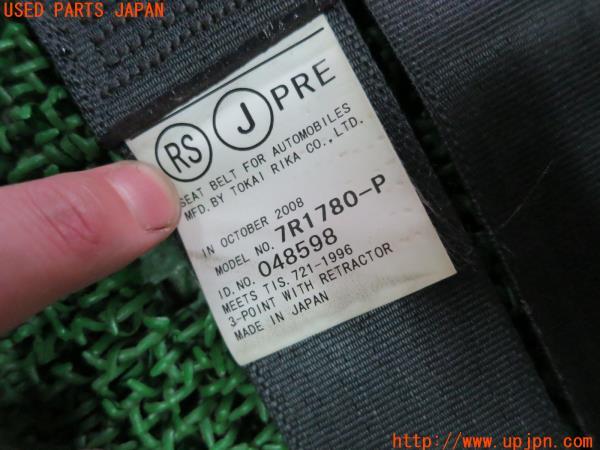 USED PARTS JAPAN
RS J PRE
SEAT BELT FOR AUTOMOBILES
MFD. BY TOKAI RIKA CO., LTD.
IN OCTOBER 2008
MODEL NO. 7R1780-P
ID. NO. 048598
MEETS TIS. 721-1996
3-POINT WITH RETRACTOR
MADE IN JAPAN
http://www.upjpn.com/